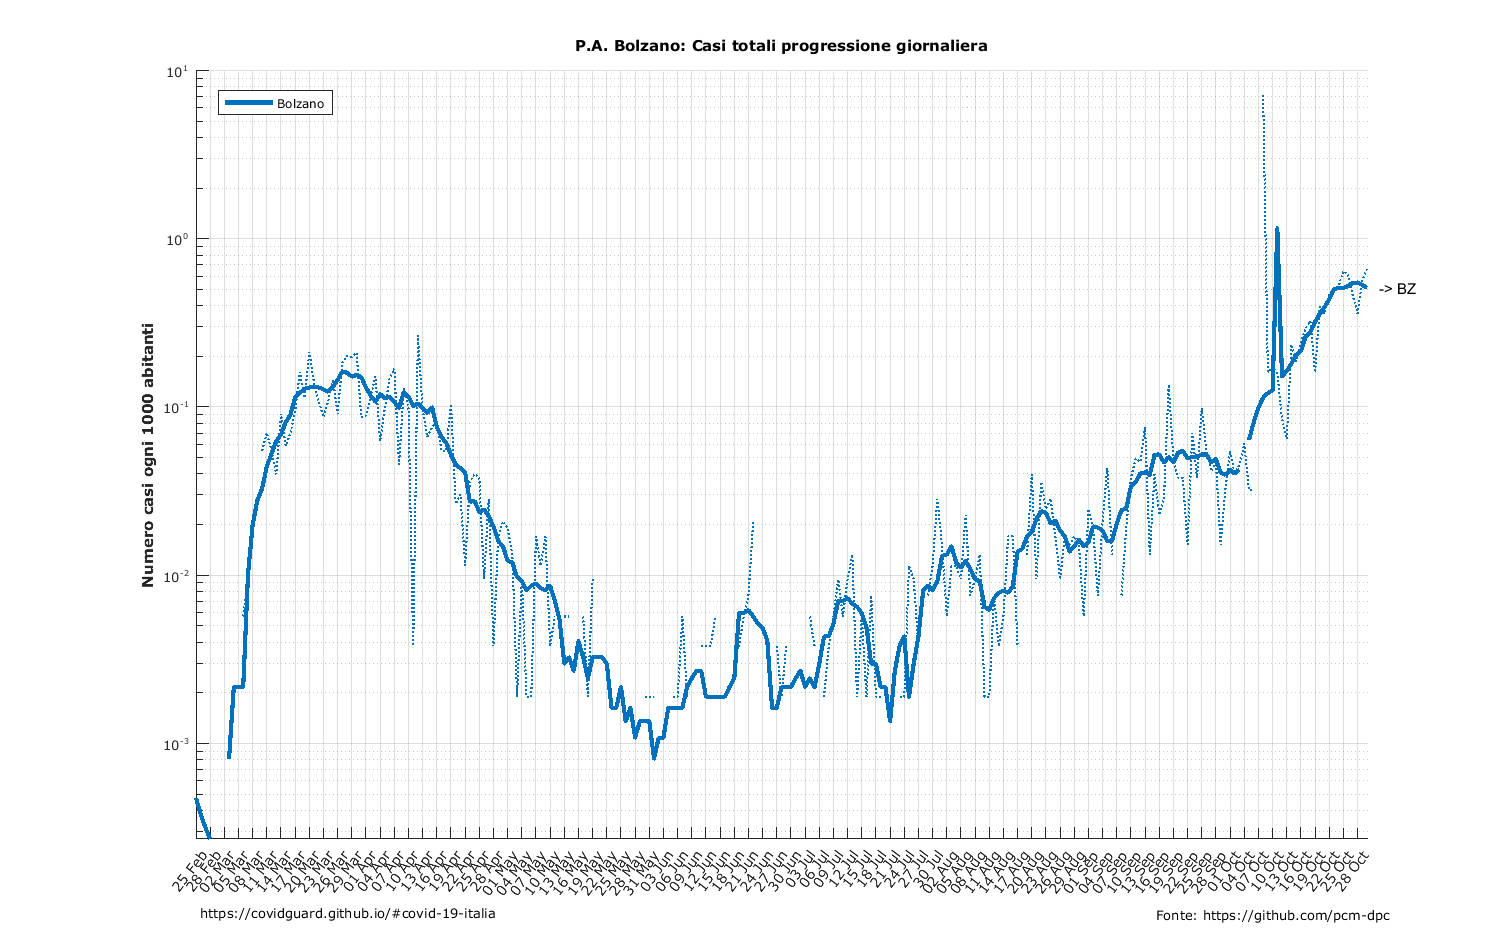 P.A. Bolzano: Casi totali progressione giornaliera
Numero casi ogni 1000 abitanti
10^1
10^0
10^-1
10^-2
10^-3
Bolzano
-> BZ
25 Feb
28 Feb
02 Mar
05 Mar
08 Mar
11 Mar
14 Mar
17 Mar
20 Mar
23 Mar
26 Mar
29 Mar
01 Apr
04 Apr
07 Apr
10 Apr
13 Apr
16 Apr
19 Apr
22 Apr
25 Apr
28 Apr
01 May
04 May
07 May
10 May
13 May
16 May
19 May
22 May
25 May
28 May
31 May
03 Jun
06 Jun
09 Jun
12 Jun
15 Jun
18 Jun
21 Jun
24 Jun
27 Jun
30 Jun
03 Jul
06 Jul
09 Jul
12 Jul
15 Jul
18 Jul
21 Jul
24 Jul
27 Jul
30 Jul
02 Aug
05 Aug
08 Aug
11 Aug
14 Aug
17 Aug
20 Aug
23 Aug
26 Aug
29 Aug
01 Sep
04 Sep
07 Sep
10 Sep
13 Sep
16 Sep
19 Sep
22 Sep
25 Sep
28 Sep
01 Oct
04 Oct
07 Oct
10 Oct
13 Oct
16 Oct
19 Oct
22 Oct
25 Oct
28 Oct
https://covidguard.github.io/#covid-19-italia
Fonte: https://github.com/pcm-dpc